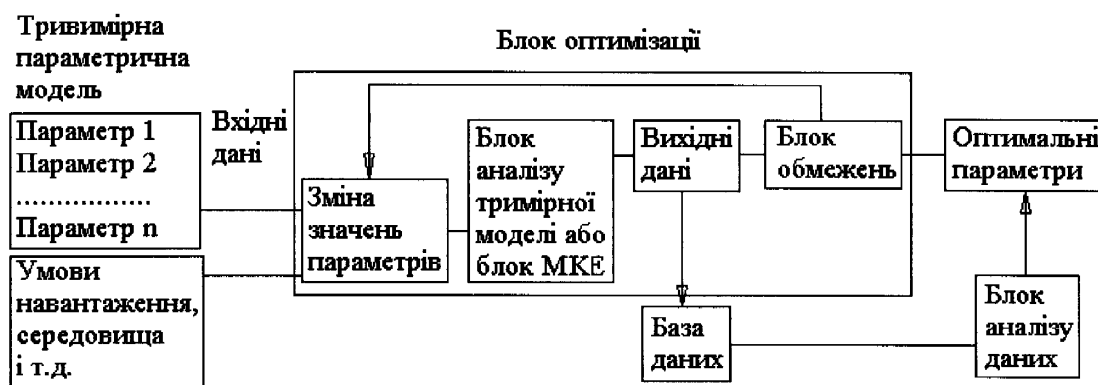 Тривимірна
параметрична
модель
Блок оптимізації
Параметр 1
Параметр 2
.................
Параметр n
Вхідні
дані
Зміна
значень
параметрів
Блок
аналізу
тримірної
моделі або
блок МКЕ
Вихідні
дані
Блок
обмежень
Оптимальні
параметри
Умови
навантаження,
середовища
і т.д.
База
даних
Блок
аналізу
даних